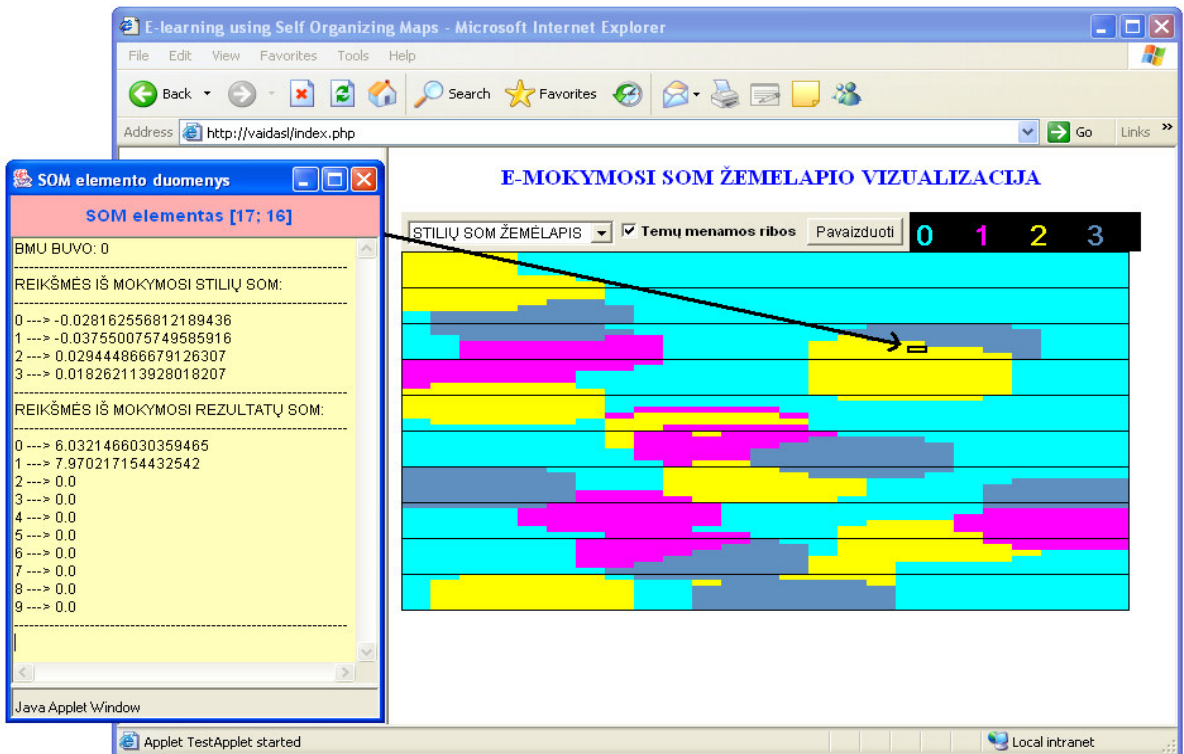 E-learning using Self Organizing Maps - Microsoft Internet Explorer
File Edit View Favorites Tools Help
Back Search Favorites
Address http://vaidasl/index.php Go Links »
SOM elemento duomenys
SOM elementas [17; 16]
BMU BUVO: 0
REIKŠMĖS IŠ MOKYMOSI STILIŲ SOM:
0 ---> -0.028162556812189436
1 ---> -0.037550075749585916
2 ---> 0.029444866679126307
3 ---> 0.018262113928018207
REIKŠMĖS IŠ MOKYMOSI REZULTATŲ SOM:
0 ---> 6.0321466030359465
1 ---> 7.970217154432542
2 ---> 0.0
3 ---> 0.0
4 ---> 0.0
5 ---> 0.0
6 ---> 0.0
7 ---> 0.0
8 ---> 0.0
9 ---> 0.0
Java Applet Window
E-MOKYMOSI SOM ŽEMELAPIO VIZUALIZACIJA
STILIŲ SOM ŽEMĖLAPIS Temų menamos ribos Pavaizduoti 0 1 2 3
Applet TestApplet started Local intranet